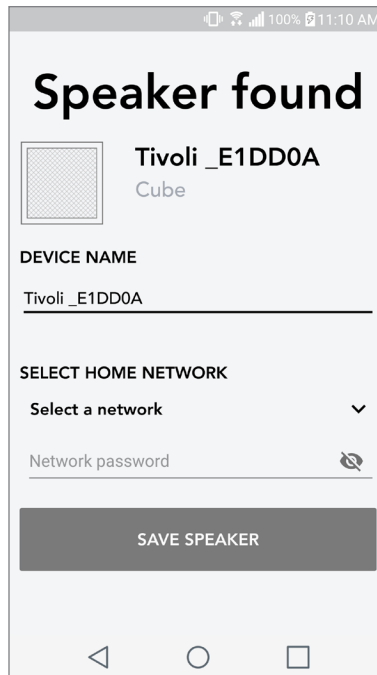 100% 11:10 AM
Speaker found
Tivoli _E1DD0A
Cube
DEVICE NAME
Tivoli _E1DD0A
SELECT HOME NETWORK
Select a network
Network password
SAVE SPEAKER